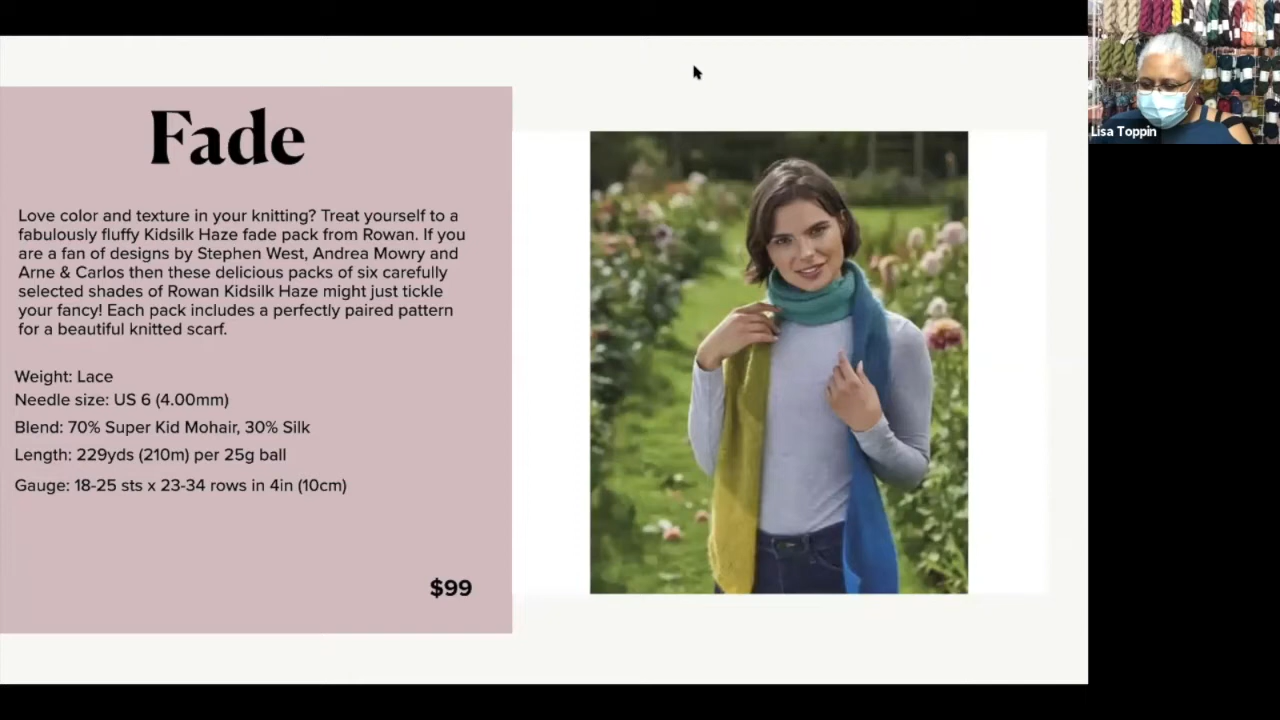 Fade
Love color and texture in your knitting? Treat yourself to a
fabulously fluffy Kidsilk Haze fade pack from Rowan. If you
are a fan of designs by Stephen West, Andrea Mowry and
Arne & Carlos then these delicious packs of six carefully
selected shades of Rowan Kidsilk Haze might just tickle
your fancy! Each pack includes a perfectly paired pattern
for a beautiful knitted scarf.
Weight: Lace
Needle size: US 6 (4.00mm)
Blend: 70% Super Kid Mohair, 30% Silk
Length: 229yds (210m) per 25g ball
Gauge: 18-25 sts x 23-34 rows in 4in (10cm)
$99
Lisa Toppin